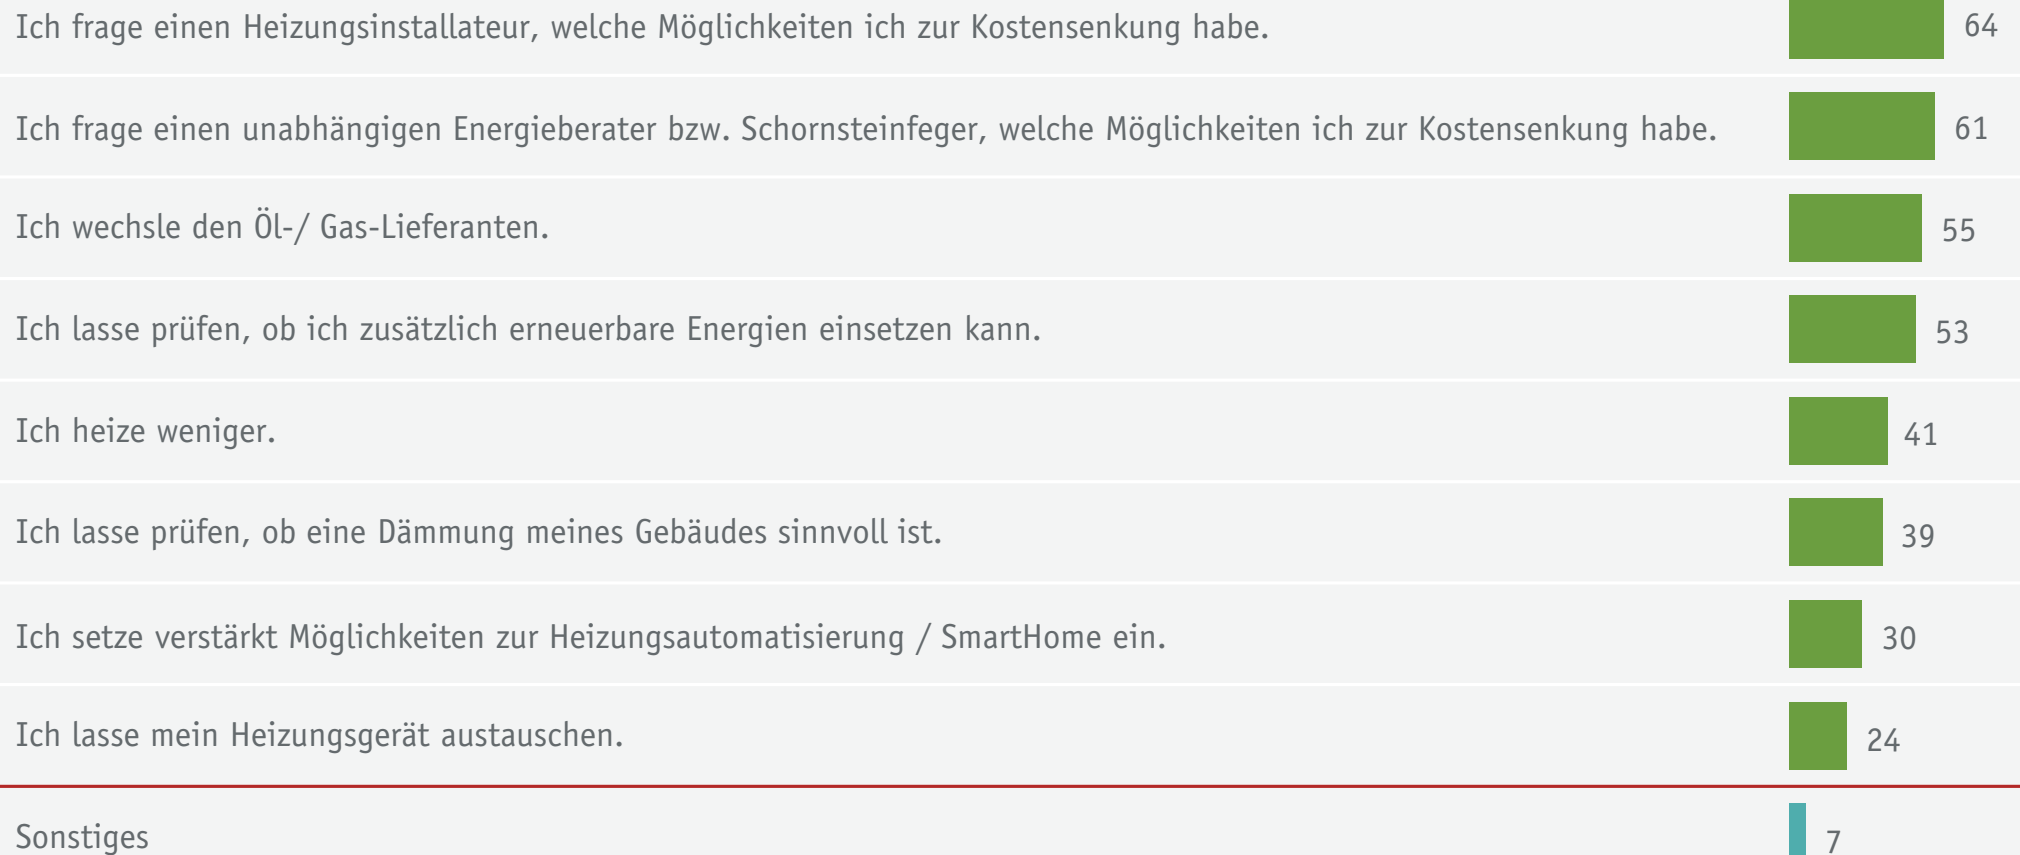 Ich frage einen Heizungsinstallateur, welche Möglichkeiten ich zur Kostensenkung habe. 64
Ich frage einen unabhängigen Energieberater bzw. Schornsteinfeger, welche Möglichkeiten ich zur Kostensenkung habe. 61
Ich wechsle den Öl-/ Gas-Lieferanten. 55
Ich lasse prüfen, ob ich zusätzlich erneuerbare Energien einsetzen kann. 53
Ich heize weniger. 41
Ich lasse prüfen, ob eine Dämmung meines Gebäudes sinnvoll ist. 39
Ich setze verstärkt Möglichkeiten zur Heizungsautomatisierung / SmartHome ein. 30
Ich lasse mein Heizungsgerät austauschen. 24
Sonstiges 7